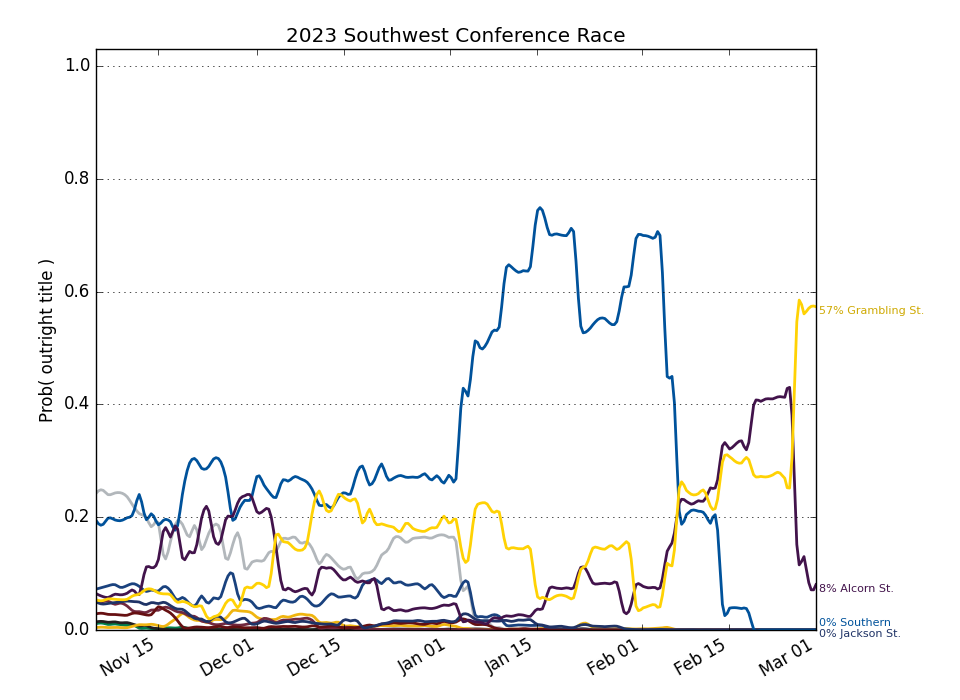 2023 Southwest Conference Race
Prob( outright title )
1.0
0.8
0.6
0.4
0.2
0.0
57% Grambling St.
8% Alcorn St.
0% Southern
0% Jackson St.
Nov 15
Dec 01
Dec 15
Jan 01
Jan 15
Feb 01
Feb 15
Mar 01